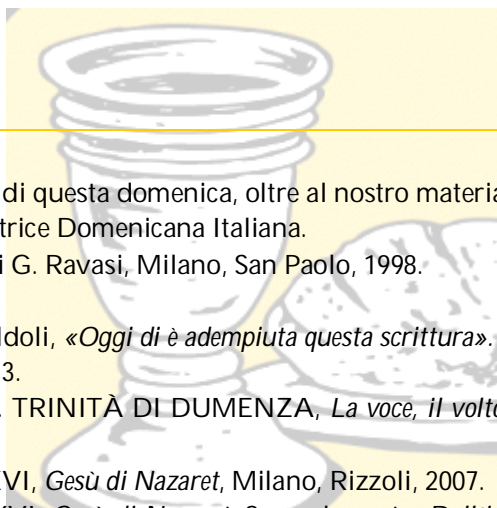 di questa domenica, oltre al nostro materia
trice Domenicana Italiana.
i G. Ravasi, Milano, San Paolo, 1998.
ldoli, «Oggi di è adempiuta questa scrittura».
3.
. TRINITÀ DI DUMENZA, La voce, il volto
VI, Gesù di Nazaret, Milano, Rizzoli, 2007.